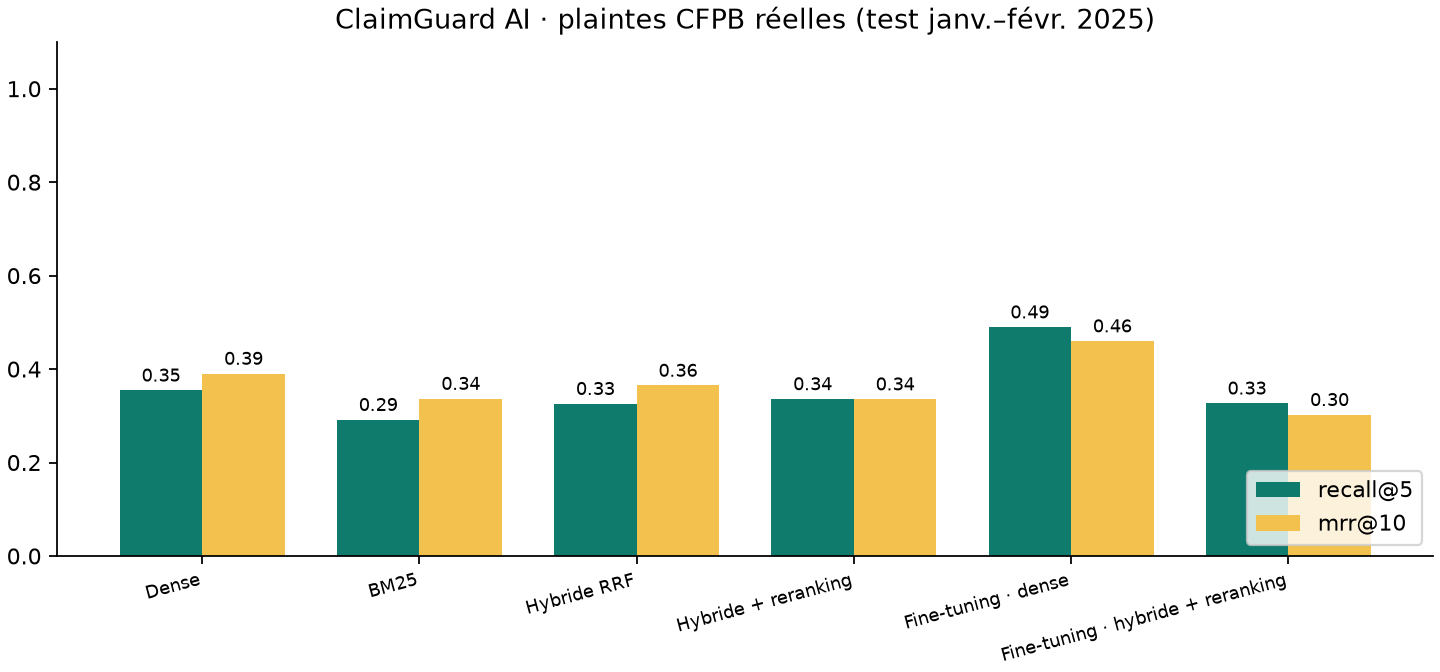 ClaimGuard AI · plaintes CFPB réelles (test janv.–févr. 2025)
1.0
0.8
0.6
0.4
0.2
0.0
0.35
0.39
0.29
0.34
0.33
0.36
0.34
0.34
0.49
0.46
0.33
0.30
recall@5
mrr@10
Dense
BM25
Hybride RRF
Hybride + reranking
Fine-tuning · dense
Fine-tuning · hybride + reranking